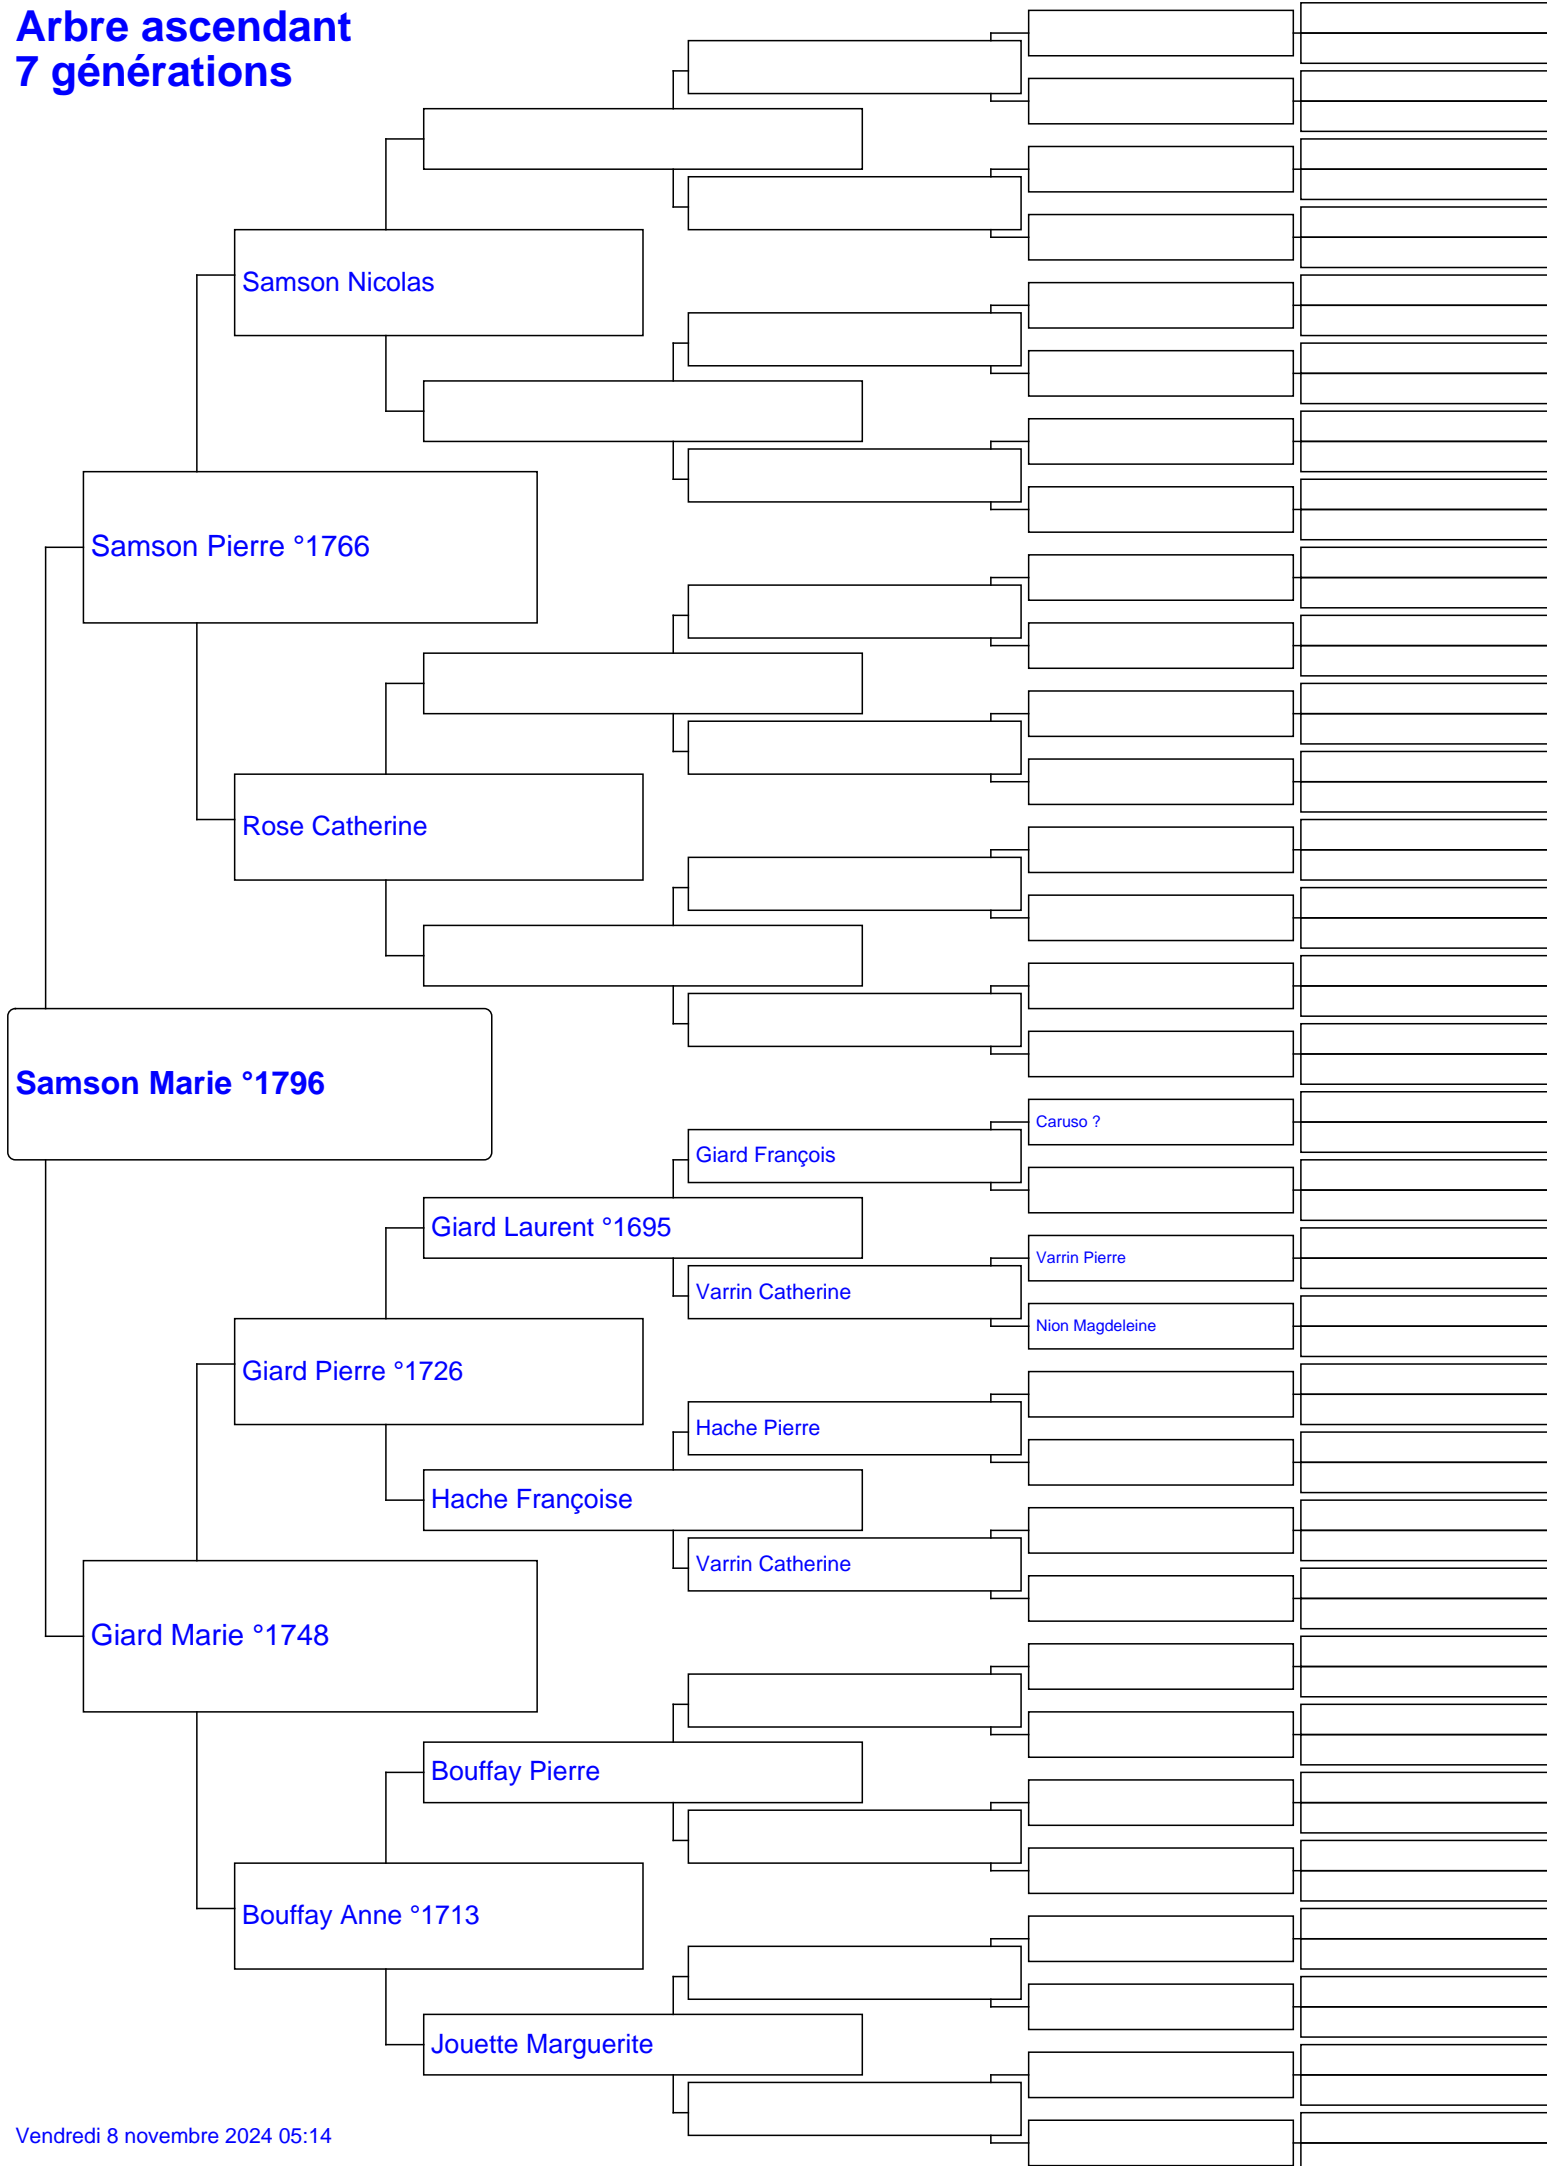 Arbre ascendant
7 générations
Samson Nicolas
Samson Pierre °1766
Rose Catherine
Samson Marie °1796
Caruso ?
Giard François
Giard Laurent °1695
Varrin Pierre
Varrin Catherine
Nion Magdeleine
Giard Pierre °1726
Hache Pierre
Hache Françoise
Varrin Catherine
Giard Marie °1748
Bouffay Pierre
Bouffay Anne °1713
Jouette Marguerite
Vendredi 8 novembre 2024 05:14